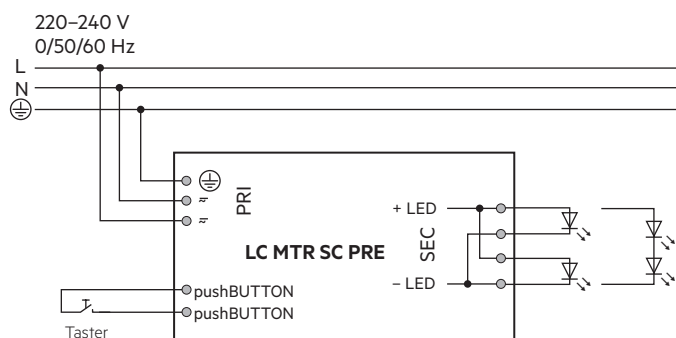 220–240 V
0/50/60 Hz
L
N
PRI
LC MTR SC PRE
+ LED
SEC
– LED
pushBUTTON
pushBUTTON
Taster